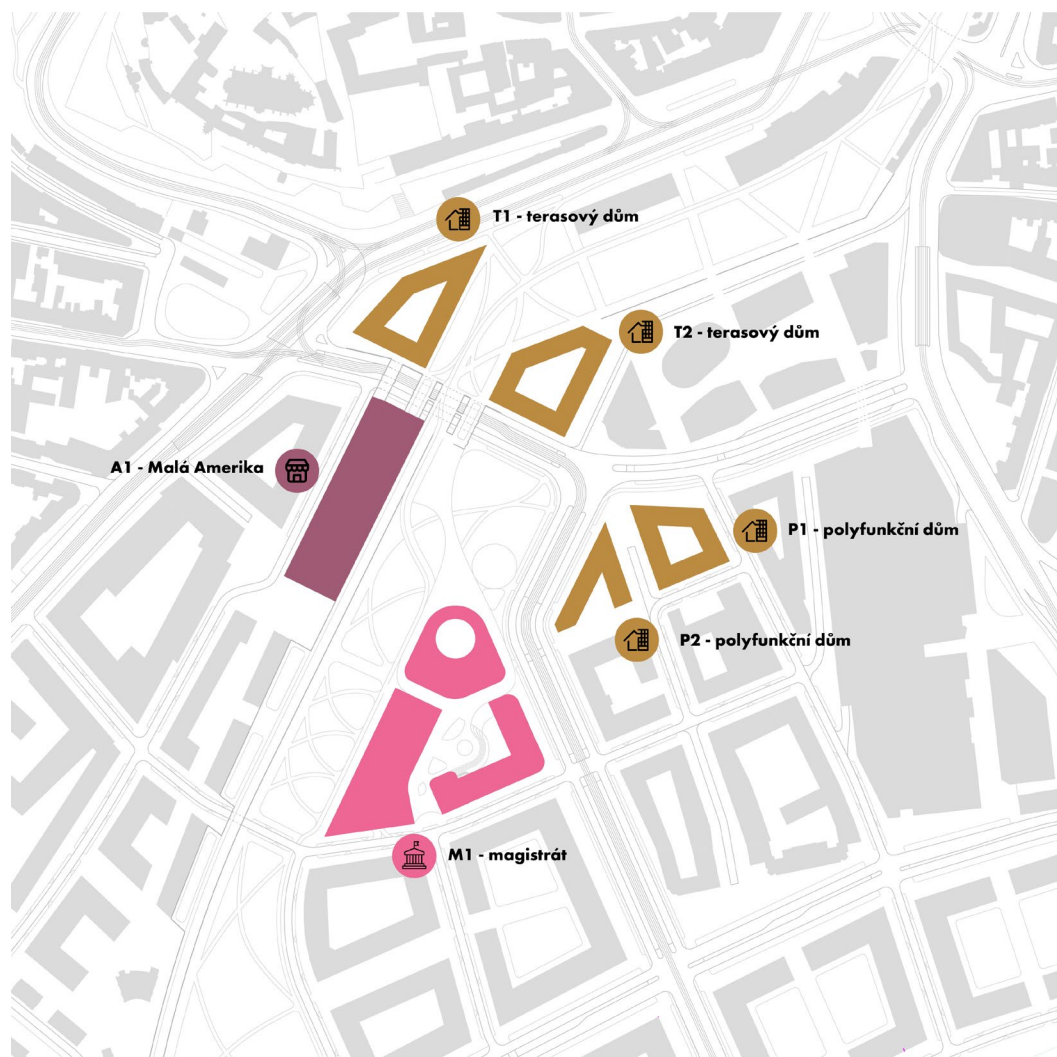 T1 - terasový dům
T2 - terasový dům
A1 - Malá Amerika
P1 - polyfunkční dům
P2 - polyfunkční dům
M1 - magistrát